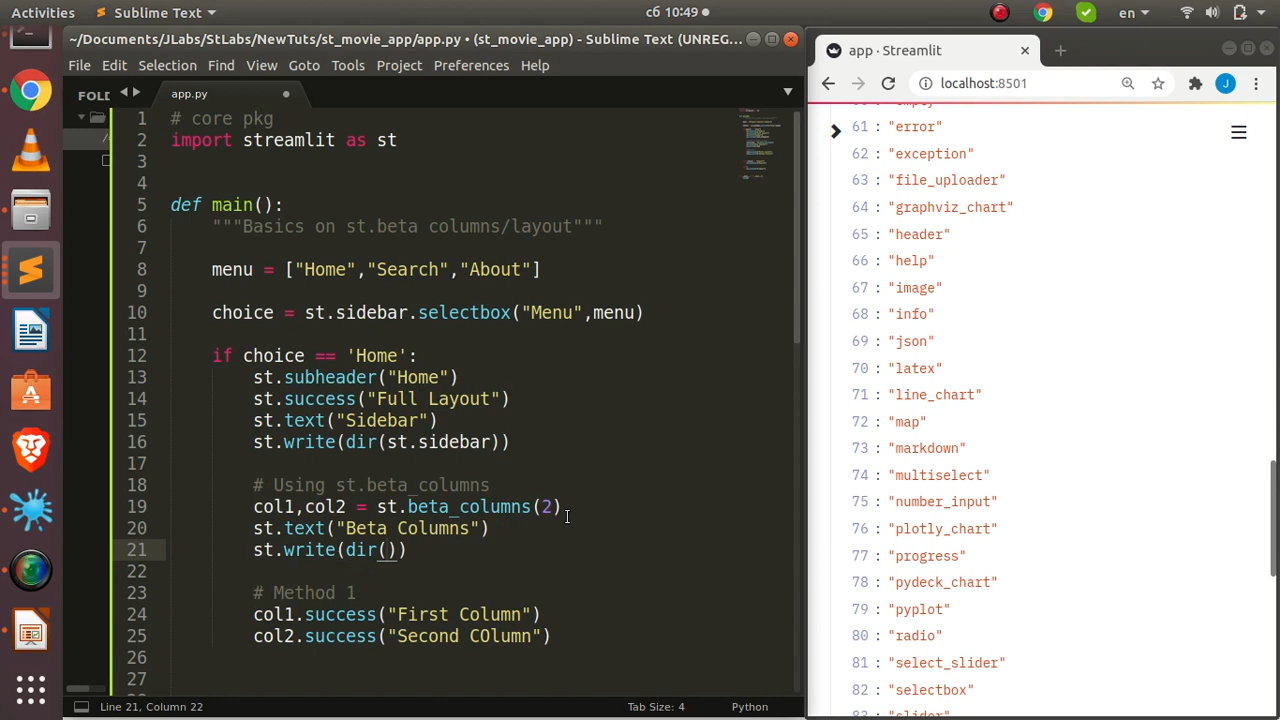 Activities
Sublime Text
сб 10:49
en
~/Documents/JLabs/StLabs/NewTuts/st_movie_app/app.py • (st_movie_app) - Sublime Text (UNREG...
File Edit Selection Find View Goto Tools Project Preferences Help
FOLD
app.py
1 # core pkg
2 import streamlit as st
3
4
5 def main():
6 """Basics on st.beta columns/layout"""
7
8 menu = ["Home","Search","About"]
9
10 choice = st.sidebar.selectbox("Menu",menu)
11
12 if choice == 'Home':
13 st.subheader("Home")
14 st.success("Full Layout")
15 st.text("Sidebar")
16 st.write(dir(st.sidebar))
17
18 # Using st.beta_columns
19 col1,col2 = st.beta_columns(2)
20 st.text("Beta Columns")
21 st.write(dir())
22
23 # Method 1
24 col1.success("First Column")
25 col2.success("Second COlumn")
26
27
Line 21, Column 22
Tab Size: 4
Python
app · Streamlit
localhost:8501
J
61 : "error"
62 : "exception"
63 : "file_uploader"
64 : "graphviz_chart"
65 : "header"
66 : "help"
67 : "image"
68 : "info"
69 : "json"
70 : "latex"
71 : "line_chart"
72 : "map"
73 : "markdown"
74 : "multiselect"
75 : "number_input"
76 : "plotly_chart"
77 : "progress"
78 : "pydeck_chart"
79 : "pyplot"
80 : "radio"
81 : "select_slider"
82 : "selectbox"
83 : "slider"